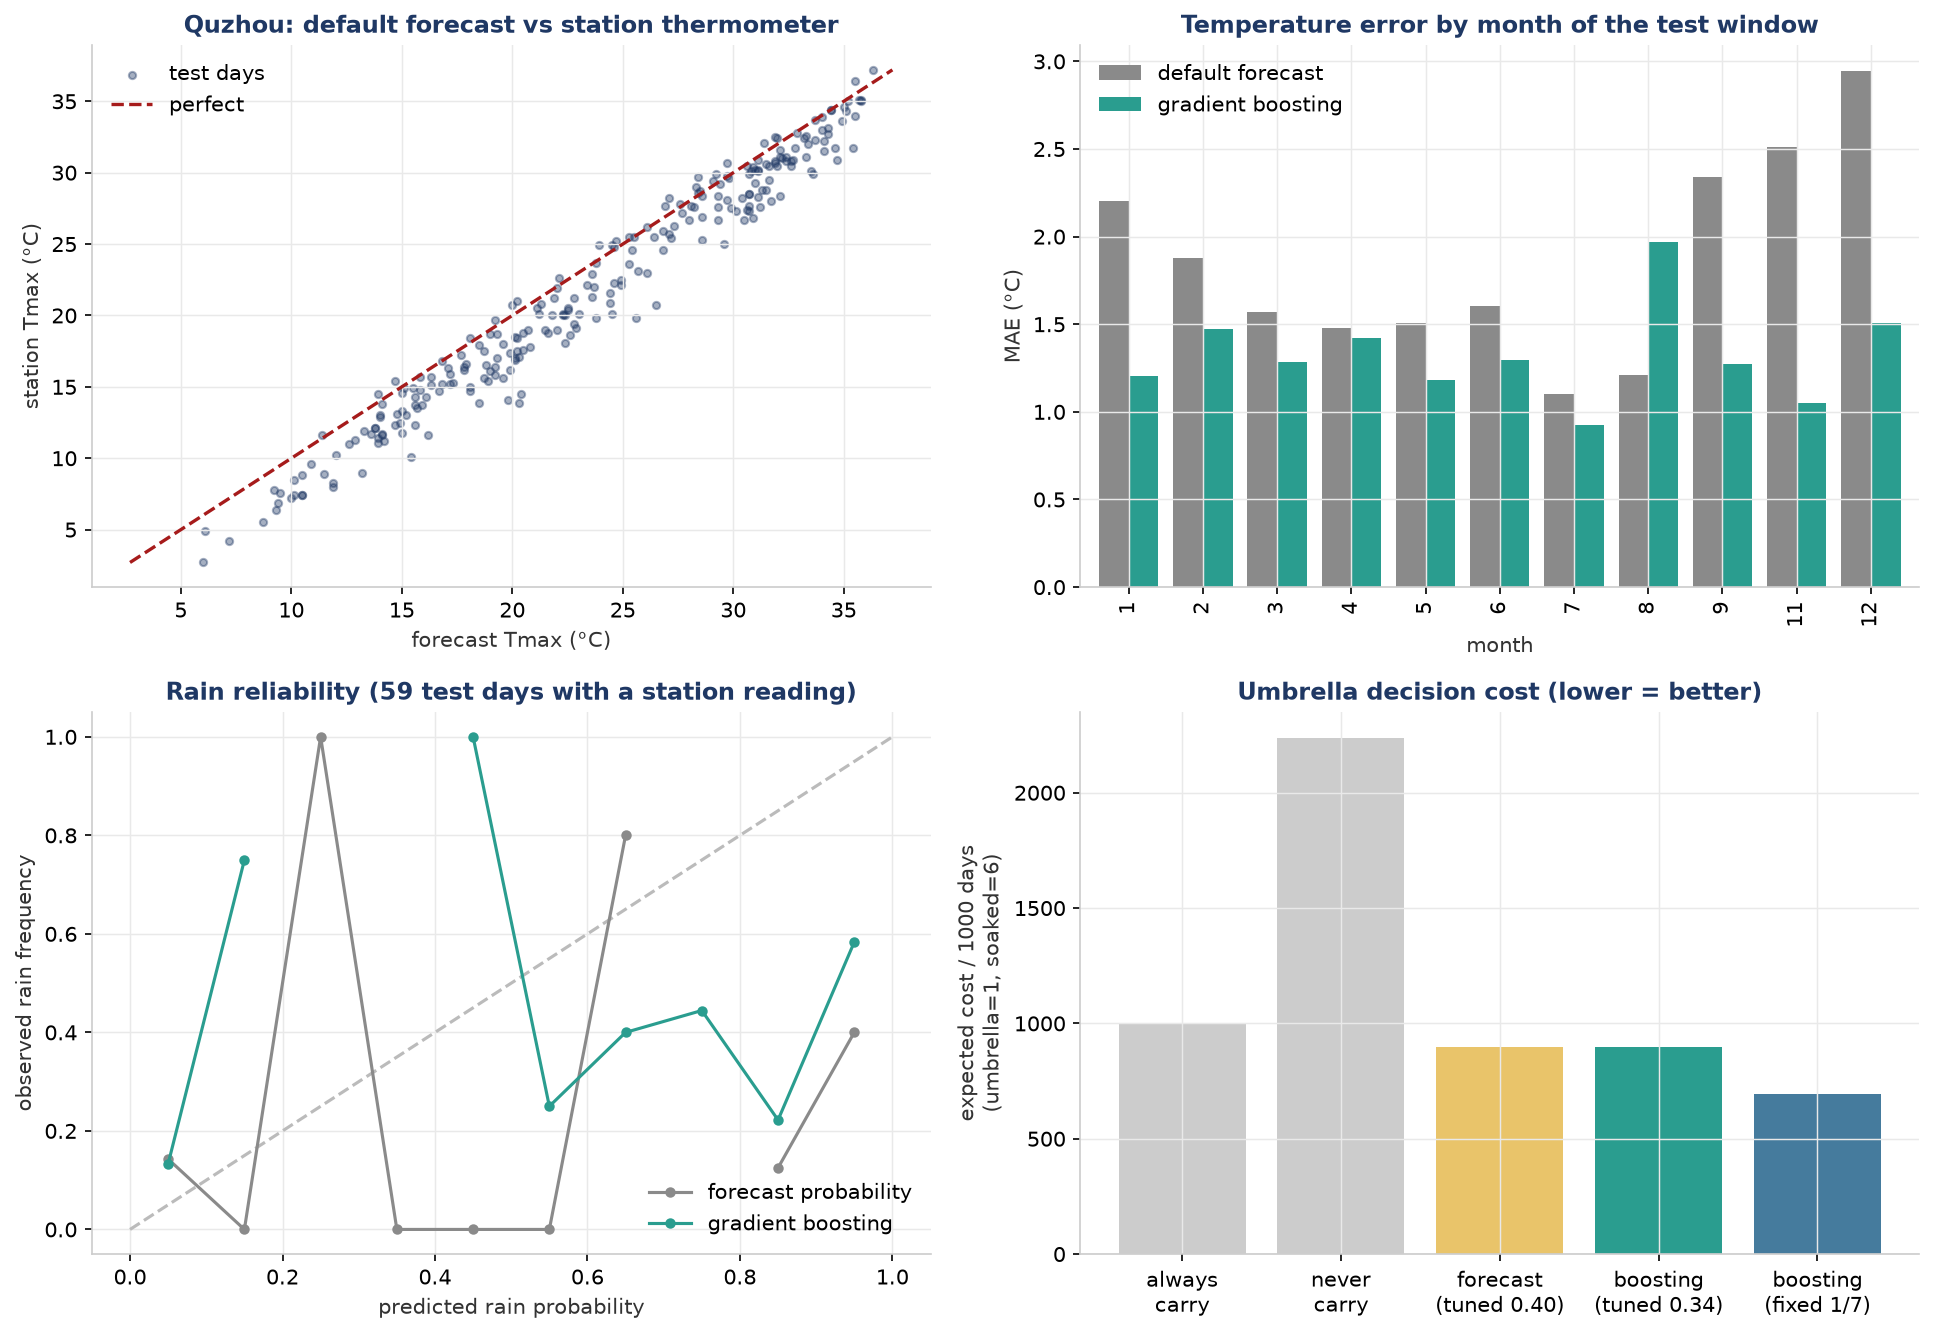 Quzhou: default forecast vs station thermometer
test days
perfect
station Tmax (°C)
35
30
25
20
15
10
5
5 10 15 20 25 30 35
forecast Tmax (°C)
Temperature error by month of the test window
default forecast
gradient boosting
MAE (°C)
3.0
2.5
2.0
1.5
1.0
0.5
0.0
1 2 3 4 5 6 7 8 9 11 12
month
Rain reliability (59 test days with a station reading)
observed rain frequency
1.0
0.8
0.6
0.4
0.2
0.0
forecast probability
gradient boosting
0.0 0.2 0.4 0.6 0.8 1.0
predicted rain probability
Umbrella decision cost (lower = better)
expected cost / 1000 days
(umbrella=1, soaked=6)
2000
1500
1000
500
0
always
carry
never
carry
forecast
(tuned 0.40)
boosting
(tuned 0.34)
boosting
(fixed 1/7)